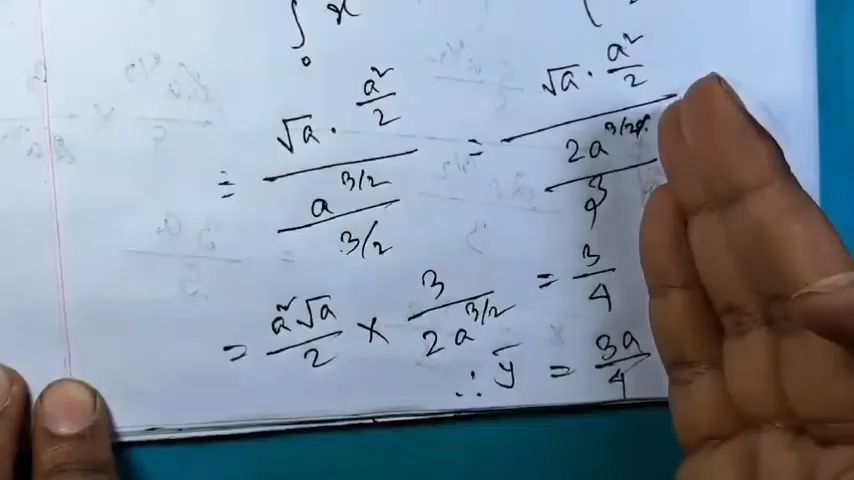 ∫₀ x
= (√a · a²/2) / (a^{3/2} / 3/2) = (√a · a²/2) / (2a^{3/2} / 3)
= a²√a / 2 × 3 / 2a^{3/2} = 3/4
∴ ȳ = 3a/4